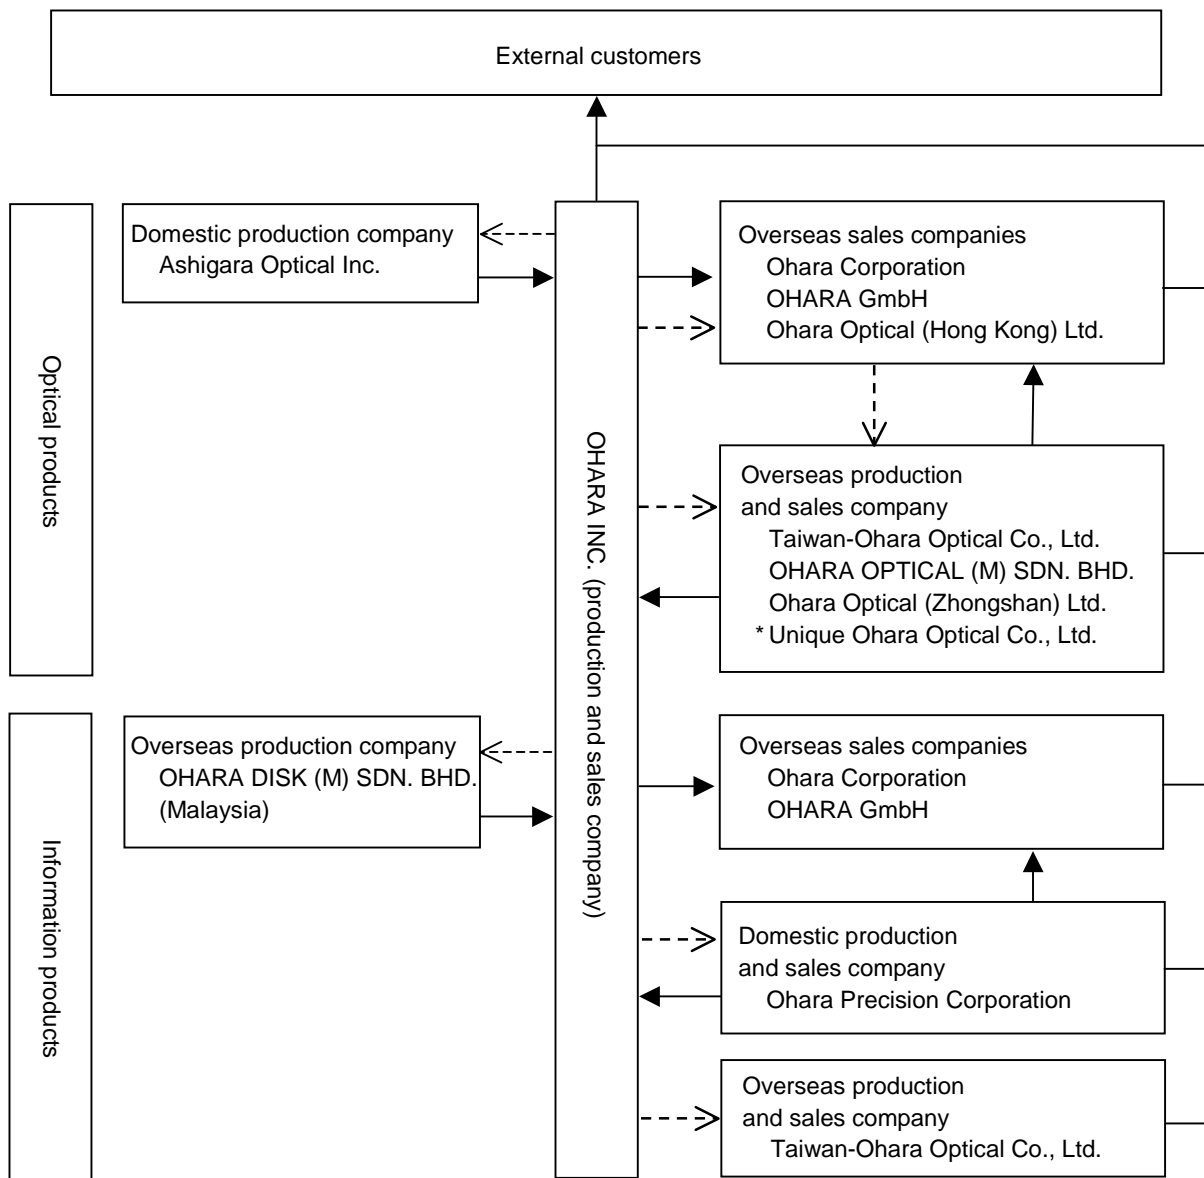 External customers
Optical products
Domestic production company
Ashigara Optical Inc.
OHARA INC. (production and sales company)
Overseas sales companies
Ohara Corporation
OHARA GmbH
Ohara Optical (Hong Kong) Ltd.
Overseas production
and sales company
Taiwan-Ohara Optical Co., Ltd.
OHARA OPTICAL (M) SDN. BHD.
Ohara Optical (Zhongshan) Ltd.
* Unique Ohara Optical Co., Ltd.
Information products
Overseas production company
OHARA DISK (M) SDN. BHD.
(Malaysia)
Overseas sales companies
Ohara Corporation
OHARA GmbH
Domestic production
and sales company
Ohara Precision Corporation
Overseas production
and sales company
Taiwan-Ohara Optical Co., Ltd.